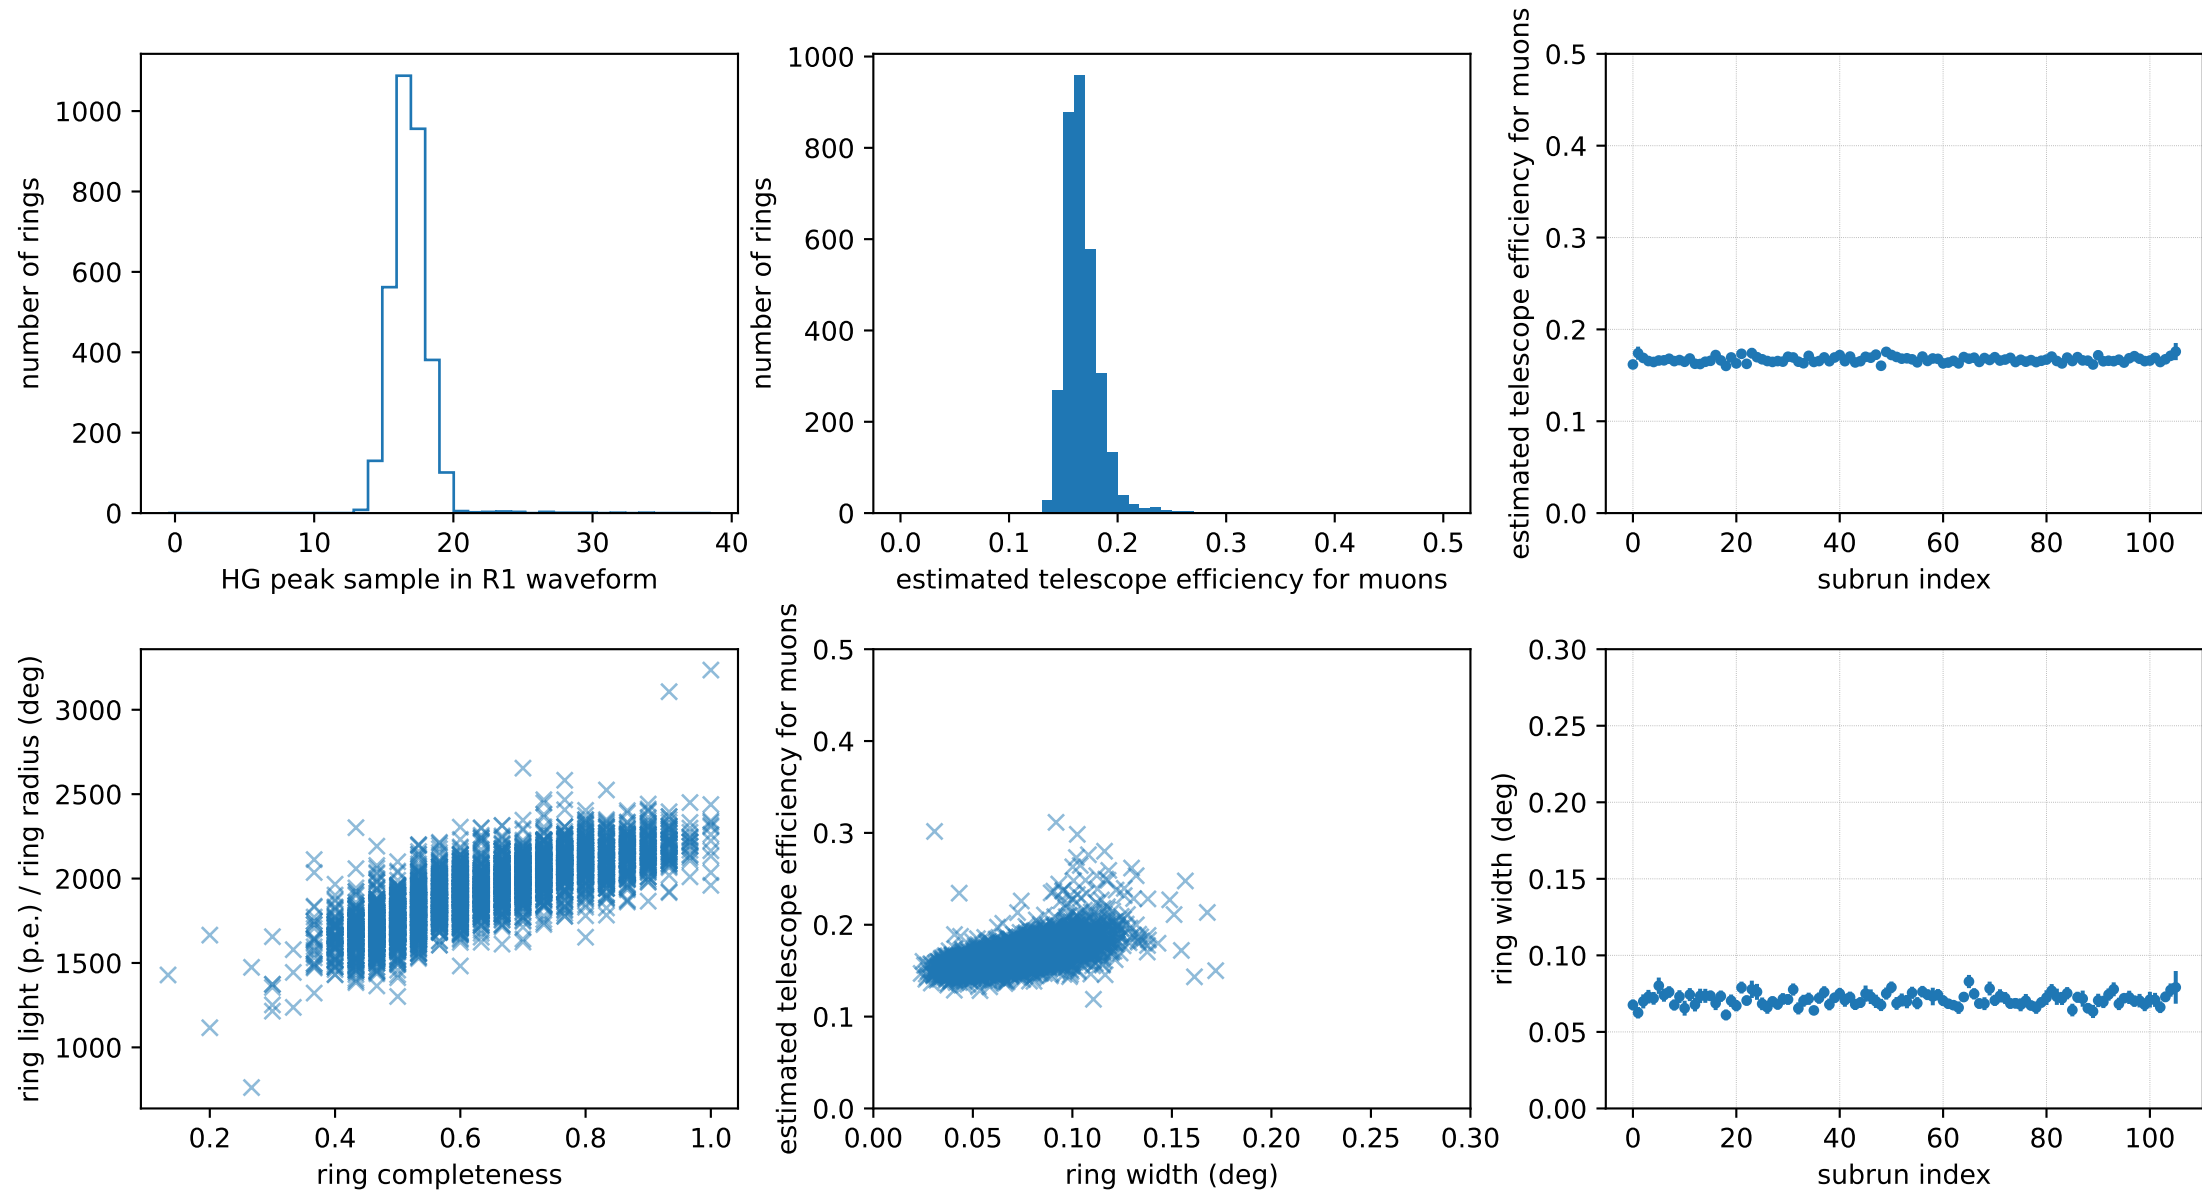 number of rings
1000
800
600
400
200
0
0 10 20 30 40
HG peak sample in R1 waveform
number of rings
1000
800
600
400
200
0
0.0 0.1 0.2 0.3 0.4 0.5
estimated telescope efficiency for muons
estimated telescope efficiency for muons
0.5
0.4
0.3
0.2
0.1
0.0
0 20 40 60 80 100
subrun index
ring light (p.e.) / ring radius (deg)
3000
2500
2000
1500
1000
0.2 0.4 0.6 0.8 1.0
ring completeness
estimated telescope efficiency for muons
0.5
0.4
0.3
0.2
0.1
0.0
0.00 0.05 0.10 0.15 0.20 0.25 0.30
ring width (deg)
ring width (deg)
0.30
0.25
0.20
0.15
0.10
0.05
0.00
0 20 40 60 80 100
subrun index